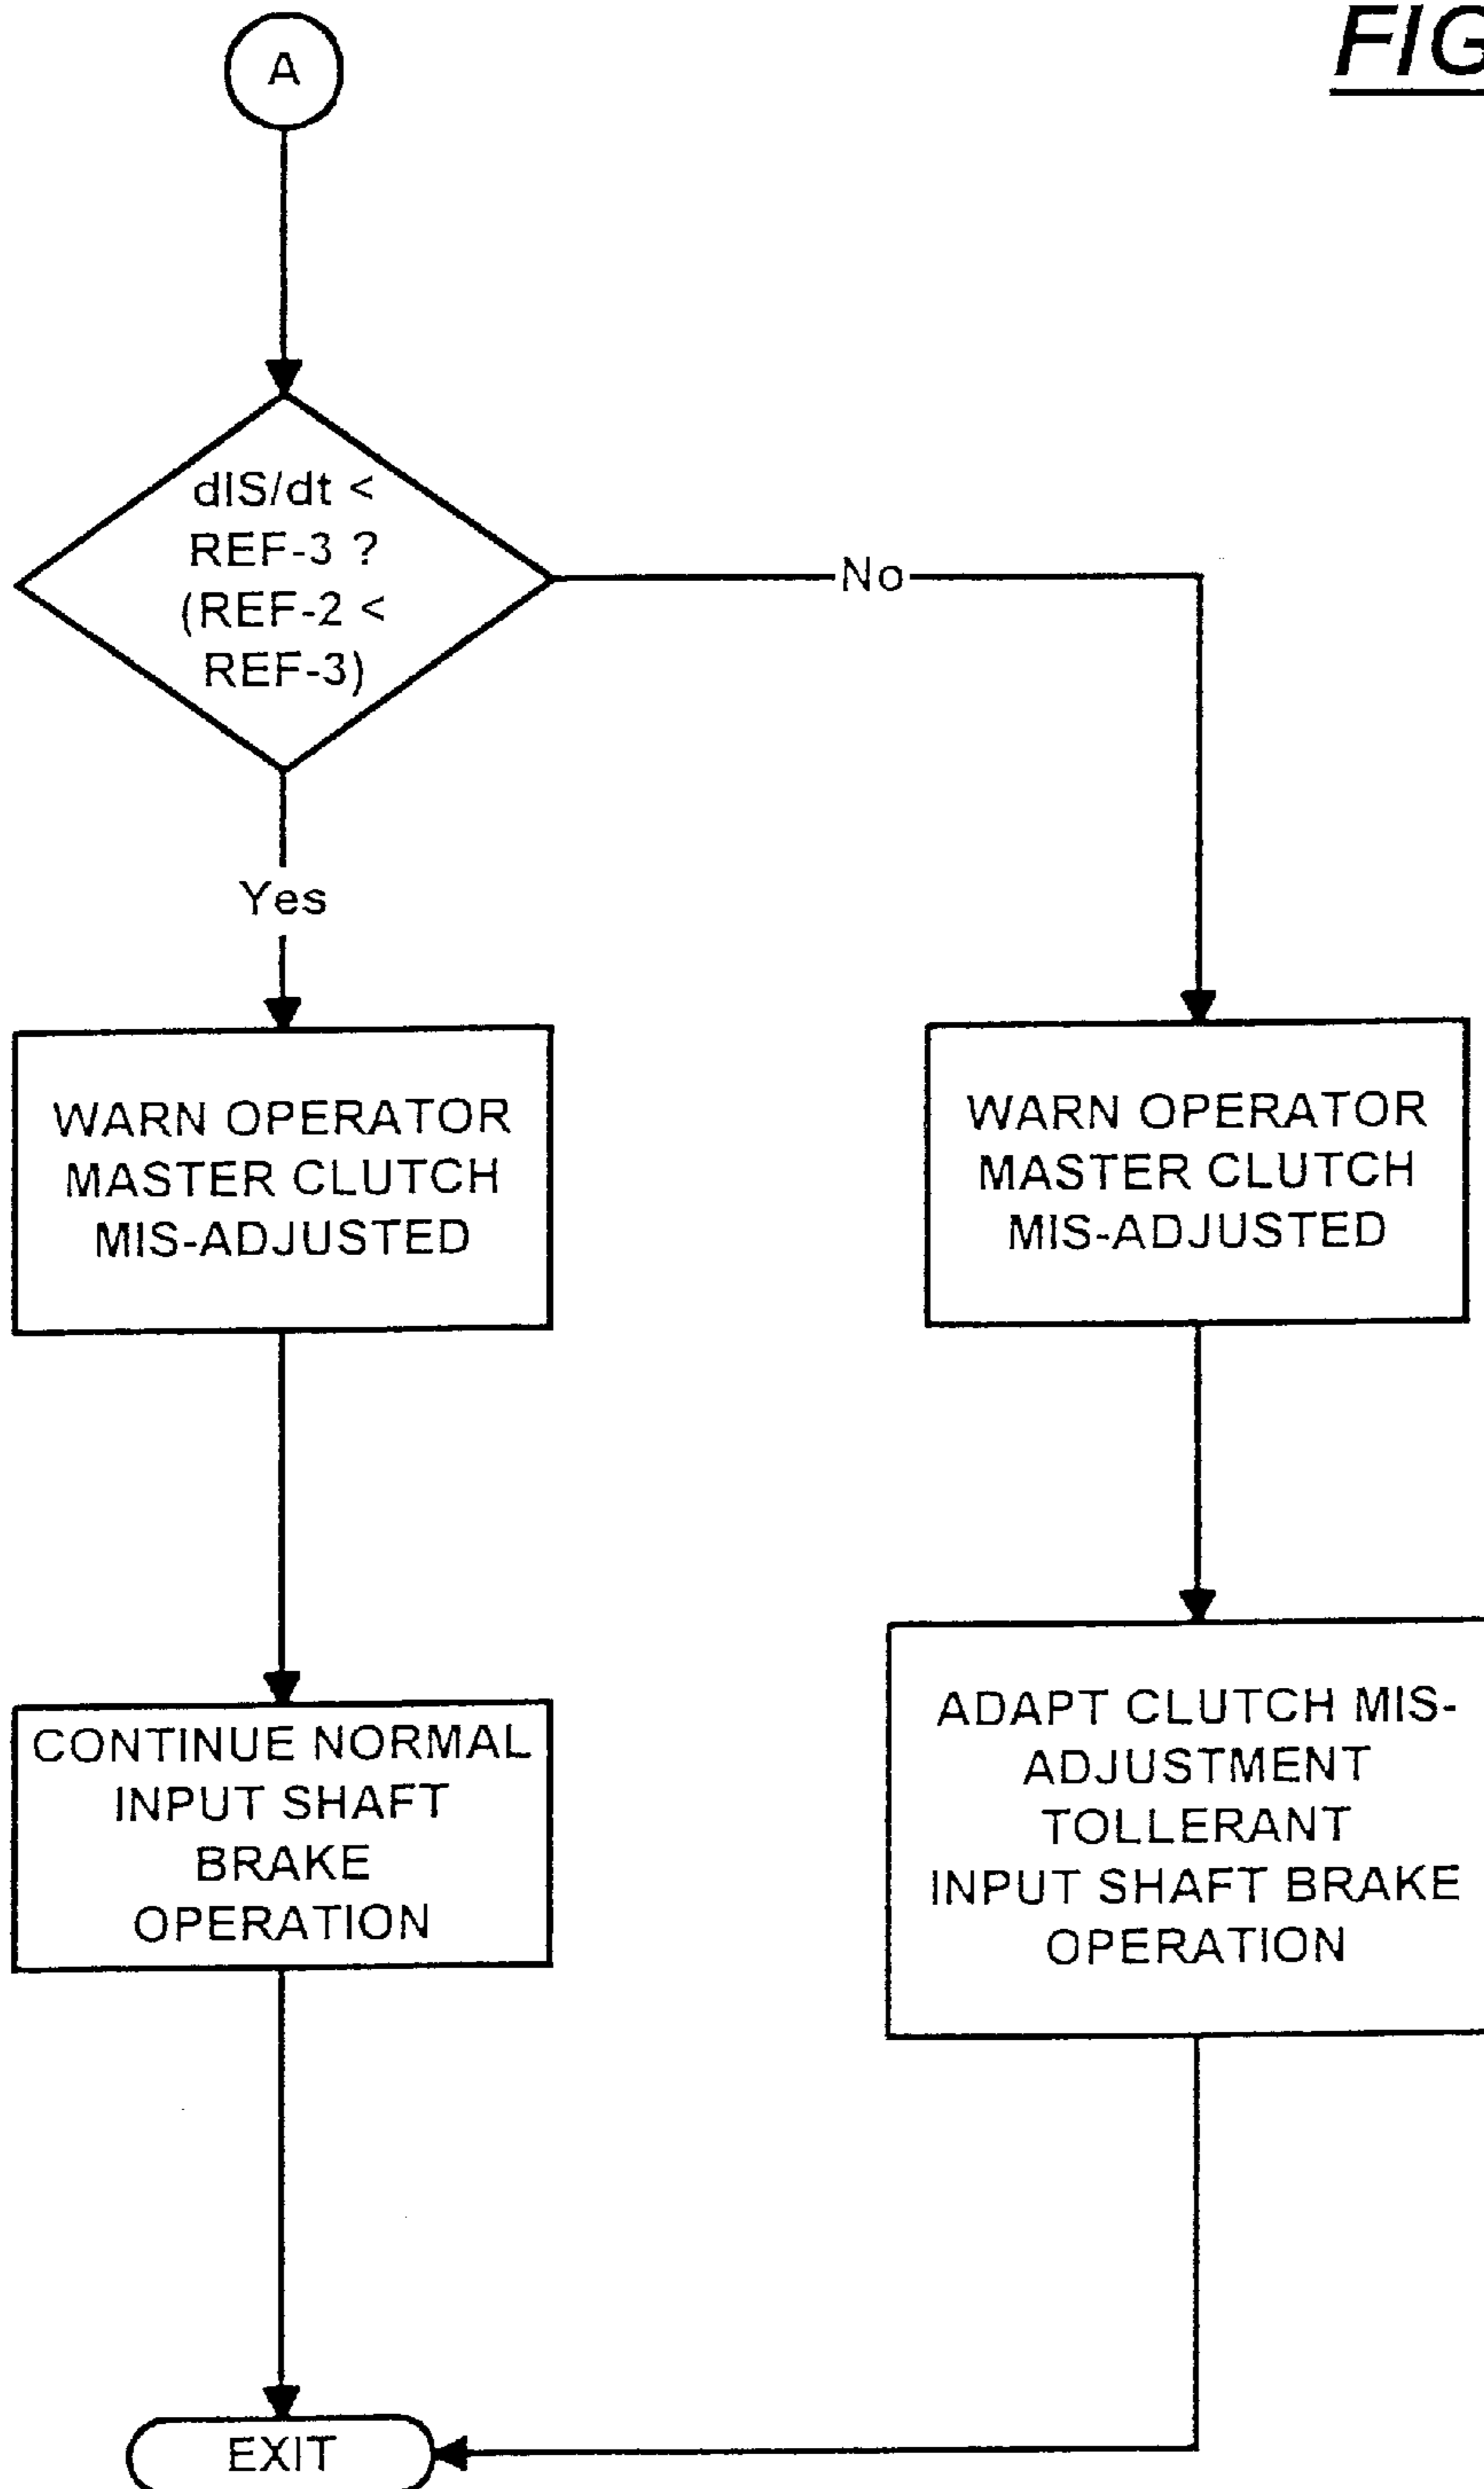 FIG
A
dIS/dt <
REF-3 ?
(REF-2 <
REF-3)
No
Yes
WARN OPERATOR
MASTER CLUTCH
MIS-ADJUSTED
WARN OPERATOR
MASTER CLUTCH
MIS-ADJUSTED
CONTINUE NORMAL
INPUT SHAFT
BRAKE
OPERATION
ADAPT CLUTCH MIS-
ADJUSTMENT
TOLLERANT
INPUT SHAFT BRAKE
OPERATION
EXIT